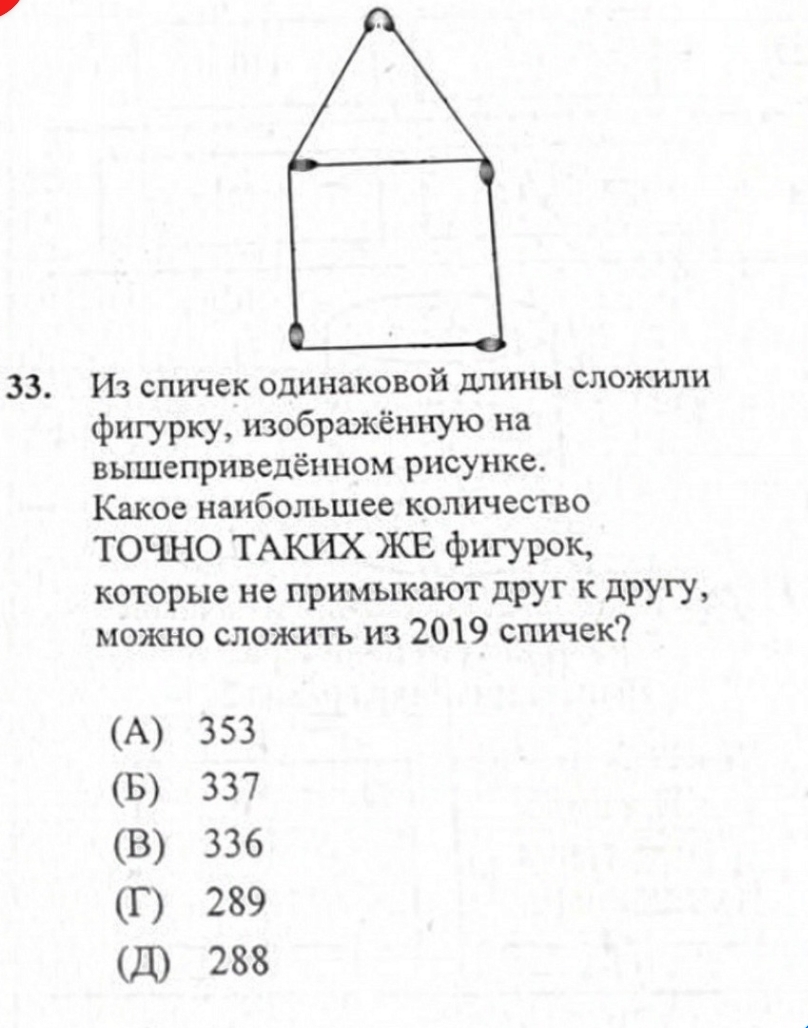 33. Из спичек одинаковой длины сложили
фигурку, изображённую на
вышеприведённом рисунке.
Какое наибольшее количество
ТОЧНО ТАКИХ ЖЕ фигурок,
которые не примыкают друг к другу,
можно сложить из 2019 спичек?
(А) 353
(Б) 337
(В) 336
(Г) 289
(Д) 288